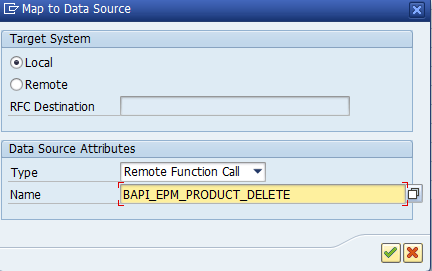 Map to Data Source
Target System
Local
Remote
RFC Destination
Data Source Attributes
Type Remote Function Call
Name BAPI_EPM_PRODUCT_DELETE